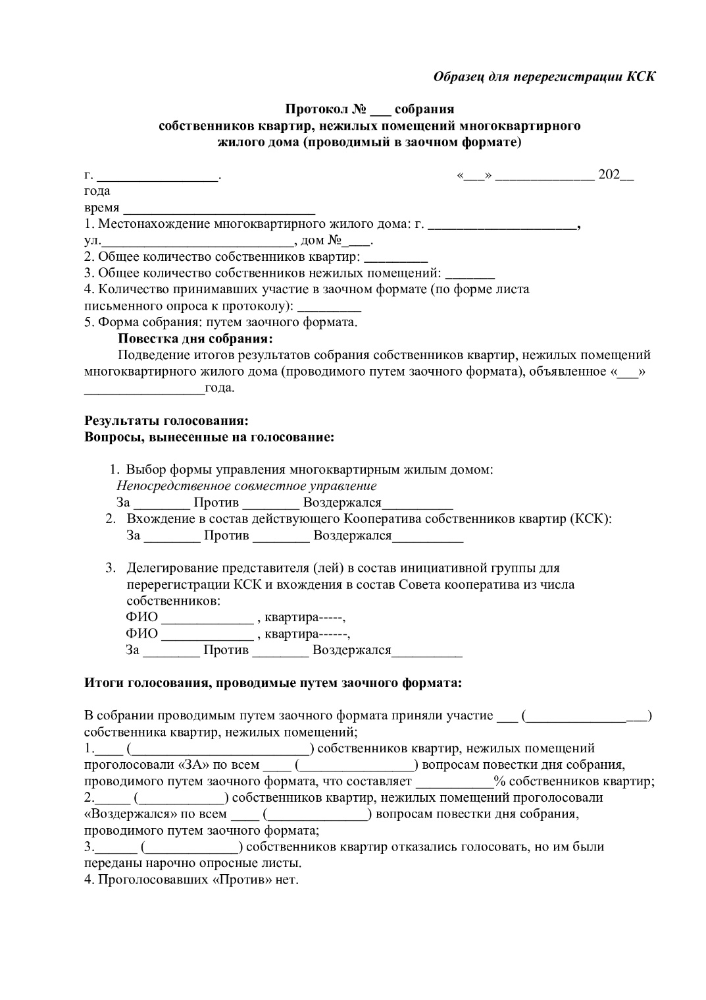 Образец для перерегистрации КСК
Протокол № ___ собрания
собственников квартир, нежилых помещений многоквартирного
жилого дома (проводимый в заочном формате)
г. _________________. «___» ______________ 202__
года
время ___________________________
1. Местонахождение многоквартирного жилого дома: г. _____________________,
ул.___________________________, дом №____.
2. Общее количество собственников квартир: _________
3. Общее количество собственников нежилых помещений: _______
4. Количество принимавших участие в заочном формате (по форме листа
письменного опроса к протоколу): _________
5. Форма собрания: путем заочного формата.
Повестка дня собрания:
Подведение итогов результатов собрания собственников квартир, нежилых помещений
многоквартирного жилого дома (проводимого путем заочного формата), объявленное «___»
_________________года.
Результаты голосования:
Вопросы, вынесенные на голосование:
1. Выбор формы управления многоквартирным жилым домом:
Непосредственное совместное управление
За ________ Против ________ Воздержался__________
2. Вхождение в состав действующего Кооператива собственников квартир (КСК):
За ________ Против ________ Воздержался__________
3. Делегирование представителя (лей) в состав инициативной группы для
перерегистрации КСК и вхождения в состав Совета кооператива из числа
собственников:
ФИО _____________ , квартира-----,
ФИО _____________ , квартира------,
За ________ Против ________ Воздержался__________
Итоги голосования, проводимые путем заочного формата:
В собрании проводимым путем заочного формата приняли участие ___ (_________________)
собственника квартир, нежилых помещений;
1.____ (_________________________) собственников квартир, нежилых помещений
проголосовали «ЗА» по всем ____ (________________) вопросам повестки дня собрания,
проводимого путем заочного формата, что составляет ___________% собственников квартир;
2._____ (____________) собственников квартир, нежилых помещений проголосовали
«Воздержался» по всем ____ (______________) вопросам повестки дня собрания,
проводимого путем заочного формата;
3.______ (_____________) собственников квартир отказались голосовать, но им были
переданы нарочно опросные листы.
4. Проголосовавших «Против» нет.